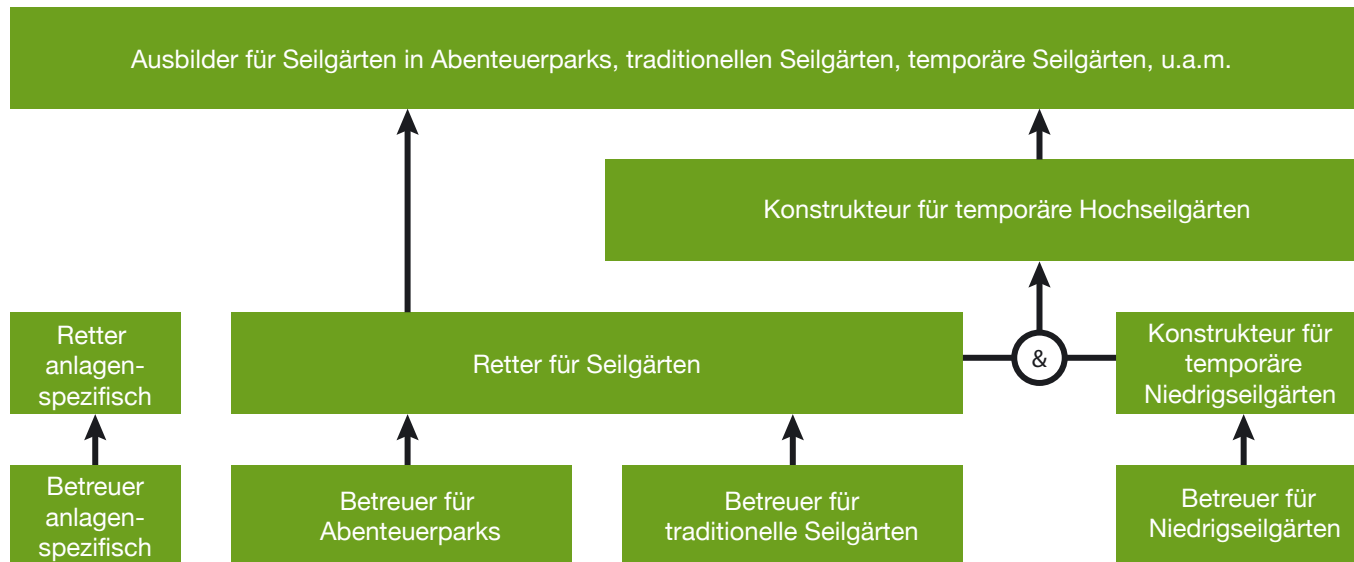 Ausbilder für Seilgärten in Abenteuerparks, traditionellen Seilgärten, temporäre Seilgärten, u.a.m.
Konstrukteur für temporäre Hochseilgärten
Retter
anlagen-
spezifisch
Retter für Seilgärten
&
Konstrukteur für
temporäre
Niedrigseilgärten
Betreuer
anlagen-
spezifisch
Betreuer für
Abenteuerparks
Betreuer für
traditionelle Seilgärten
Betreuer für
Niedrigseilgärten